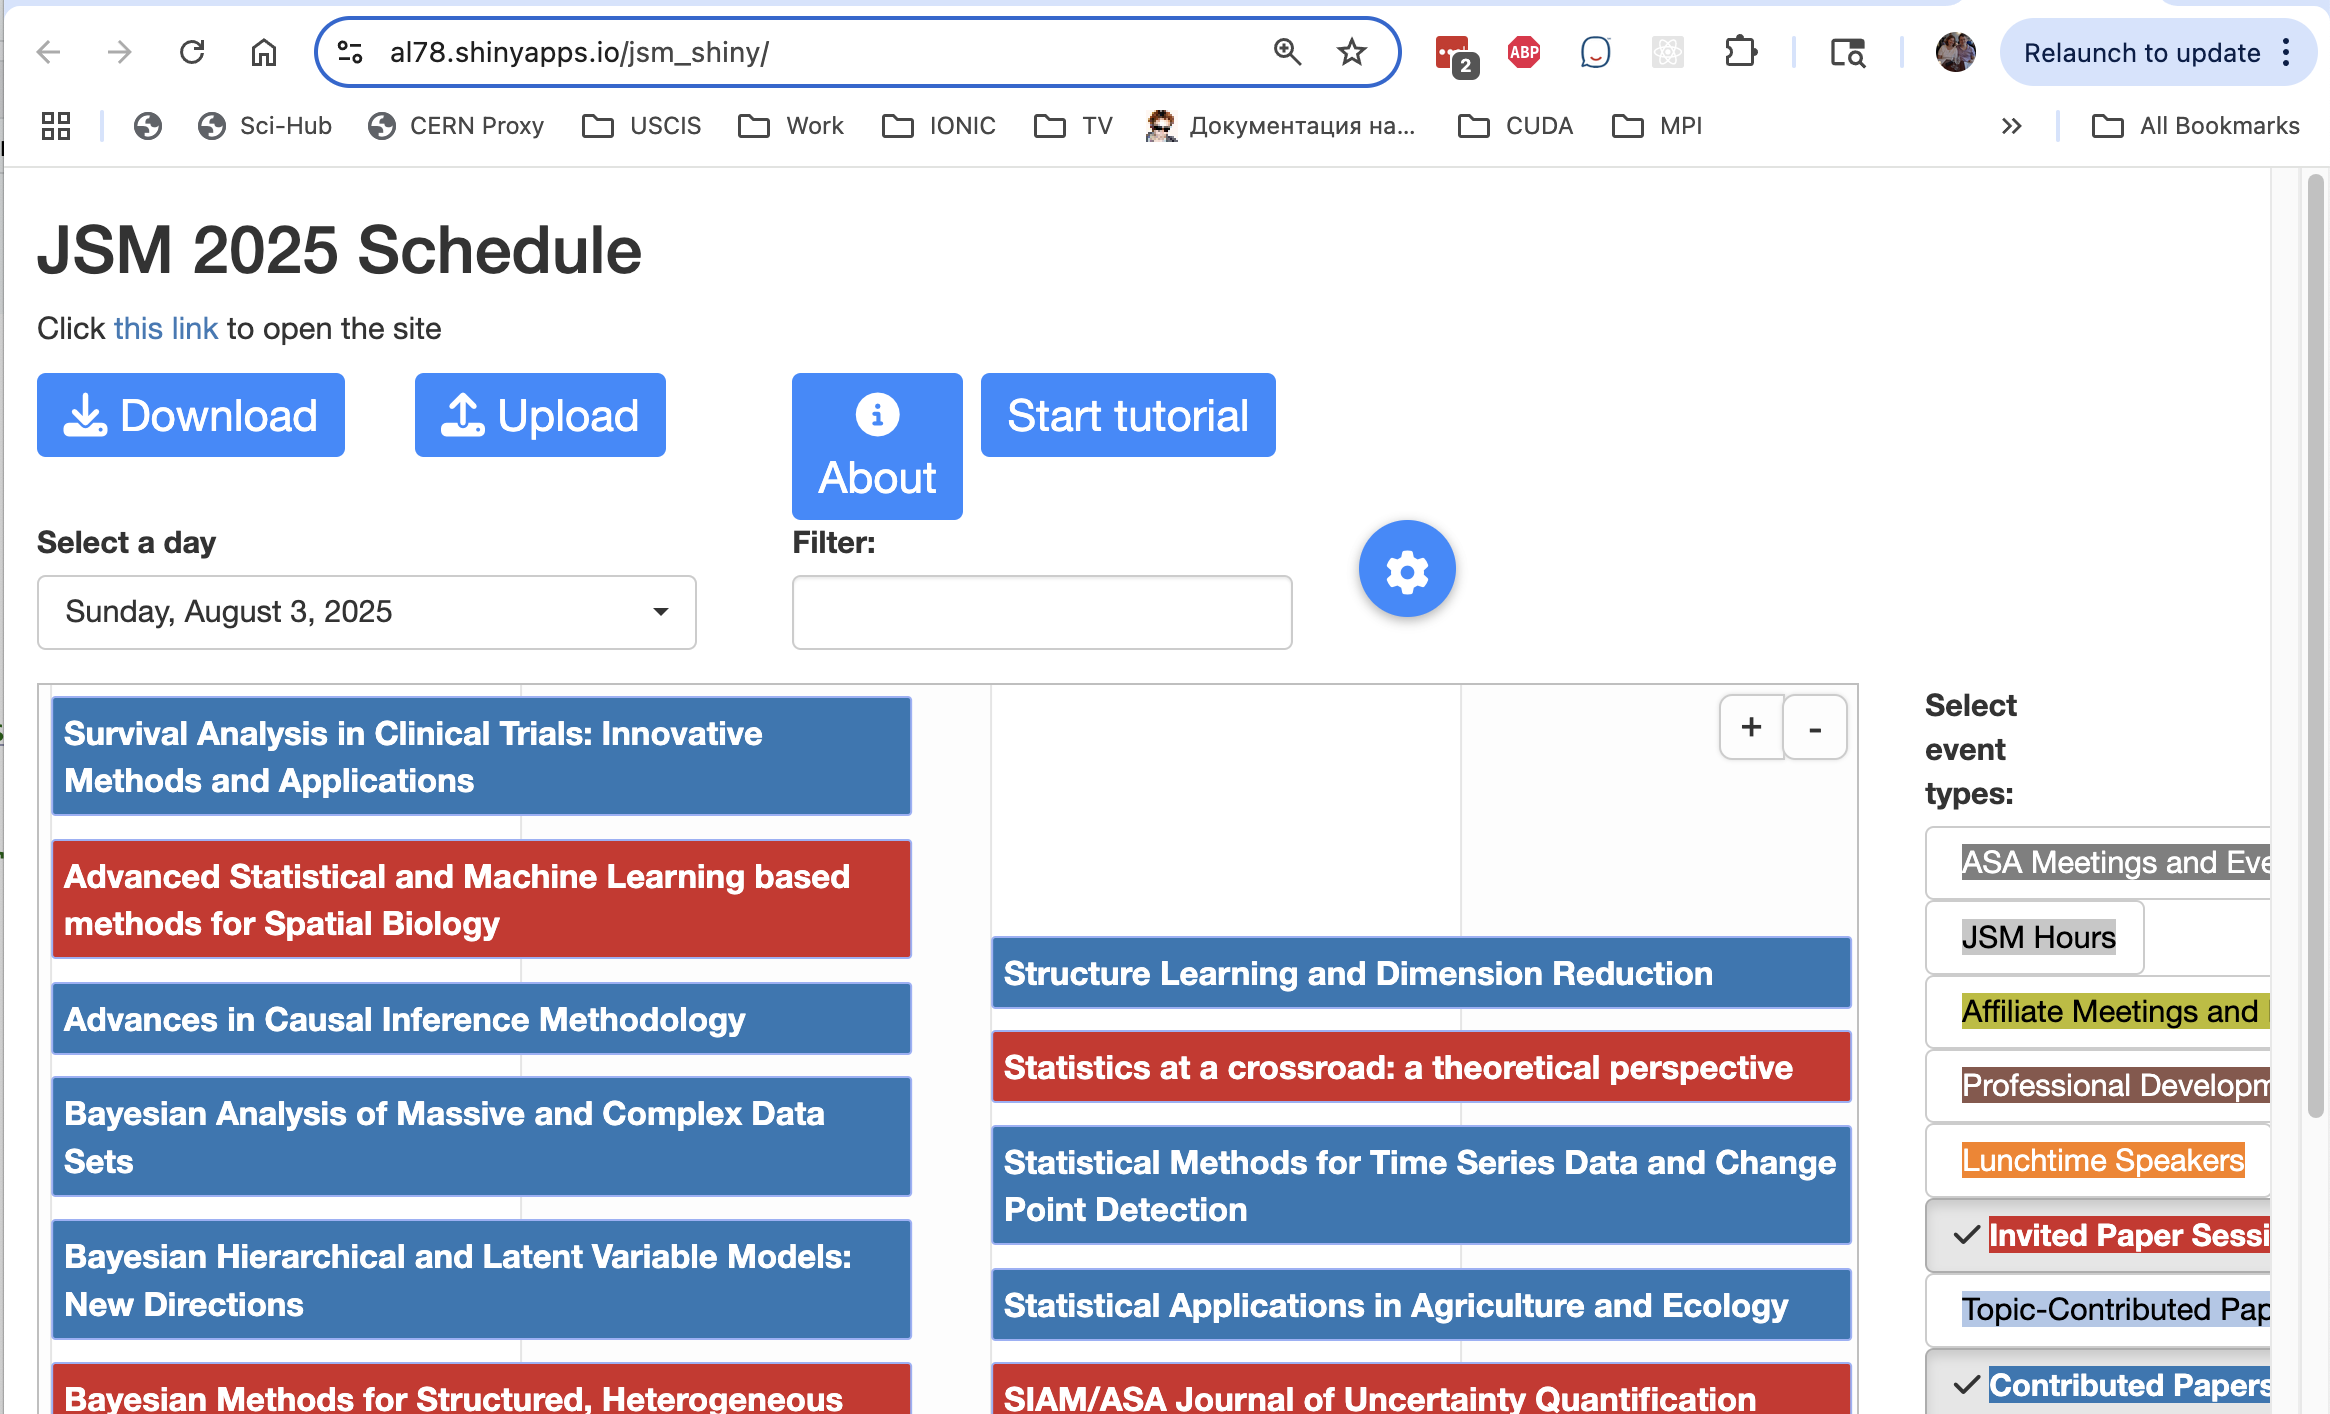 al78.shinyapps.io/jsm_shiny/
2
ABP
Relaunch to update
Sci-Hub
CERN Proxy
USCIS
Work
IONIC
TV
Документация на...
CUDA
MPI
All Bookmarks
JSM 2025 Schedule
Click this link to open the site
Download
Upload
About
Start tutorial
Select a day
Filter:
Sunday, August 3, 2025
Survival Analysis in Clinical Trials: Innovative
Methods and Applications
Advanced Statistical and Machine Learning based
methods for Spatial Biology
Advances in Causal Inference Methodology
Bayesian Analysis of Massive and Complex Data
Sets
Bayesian Hierarchical and Latent Variable Models:
New Directions
Bayesian Methods for Structured, Heterogeneous
+ -
Structure Learning and Dimension Reduction
Statistics at a crossroad: a theoretical perspective
Statistical Methods for Time Series Data and Change
Point Detection
Statistical Applications in Agriculture and Ecology
SIAM/ASA Journal of Uncertainty Quantification
Select
event
types:
ASA Meetings and Eve
JSM Hours
Affiliate Meetings and
Professional Developm
Lunchtime Speakers
Invited Paper Sessi
Topic-Contributed Pap
Contributed Papers